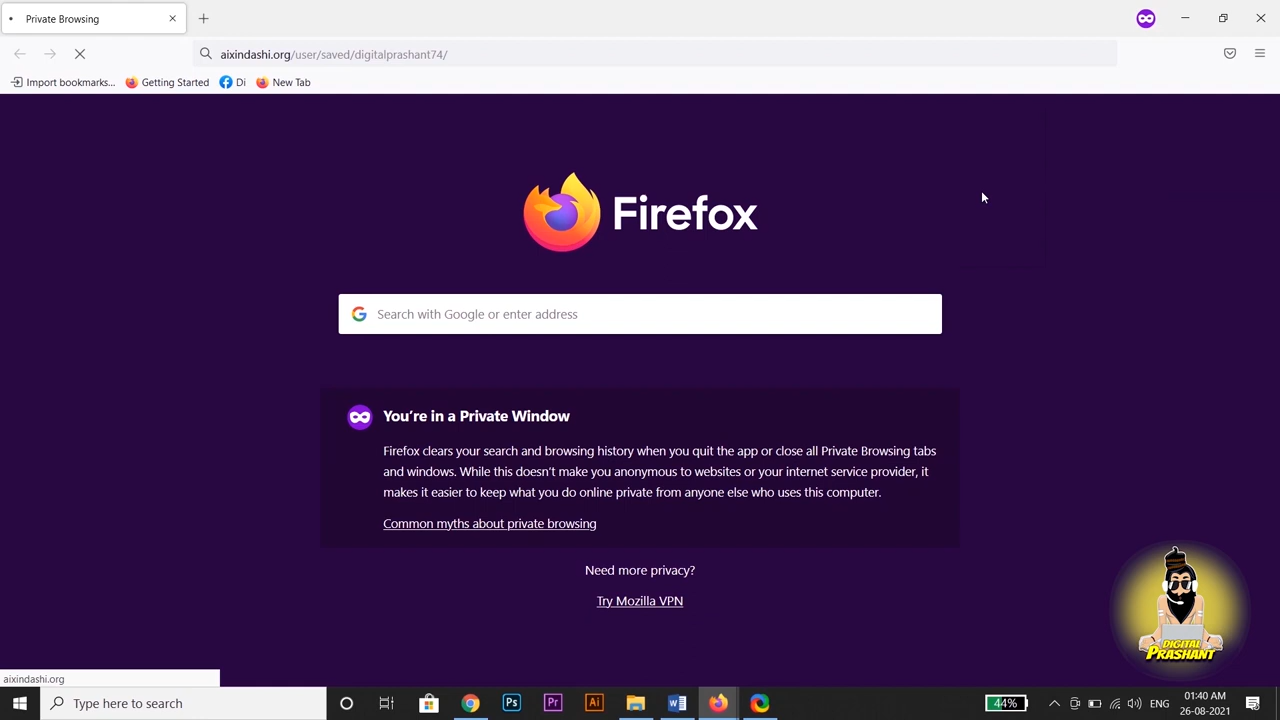 Private Browsing
aixindashi.org/user/saved/digitalprashant74/
Import bookmarks... Getting Started Di New Tab
Firefox
Search with Google or enter address
You're in a Private Window
Firefox clears your search and browsing history when you quit the app or close all Private Browsing tabs
and windows. While this doesn't make you anonymous to websites or your internet service provider, it
makes it easier to keep what you do online private from anyone else who uses this computer.
Common myths about private browsing
Need more privacy?
Try Mozilla VPN
DIGITAL
PRASHANT
aixindashi.org
Type here to search
Ps
Pr
Ai
44%
ENG
01:40 AM
26-08-2021